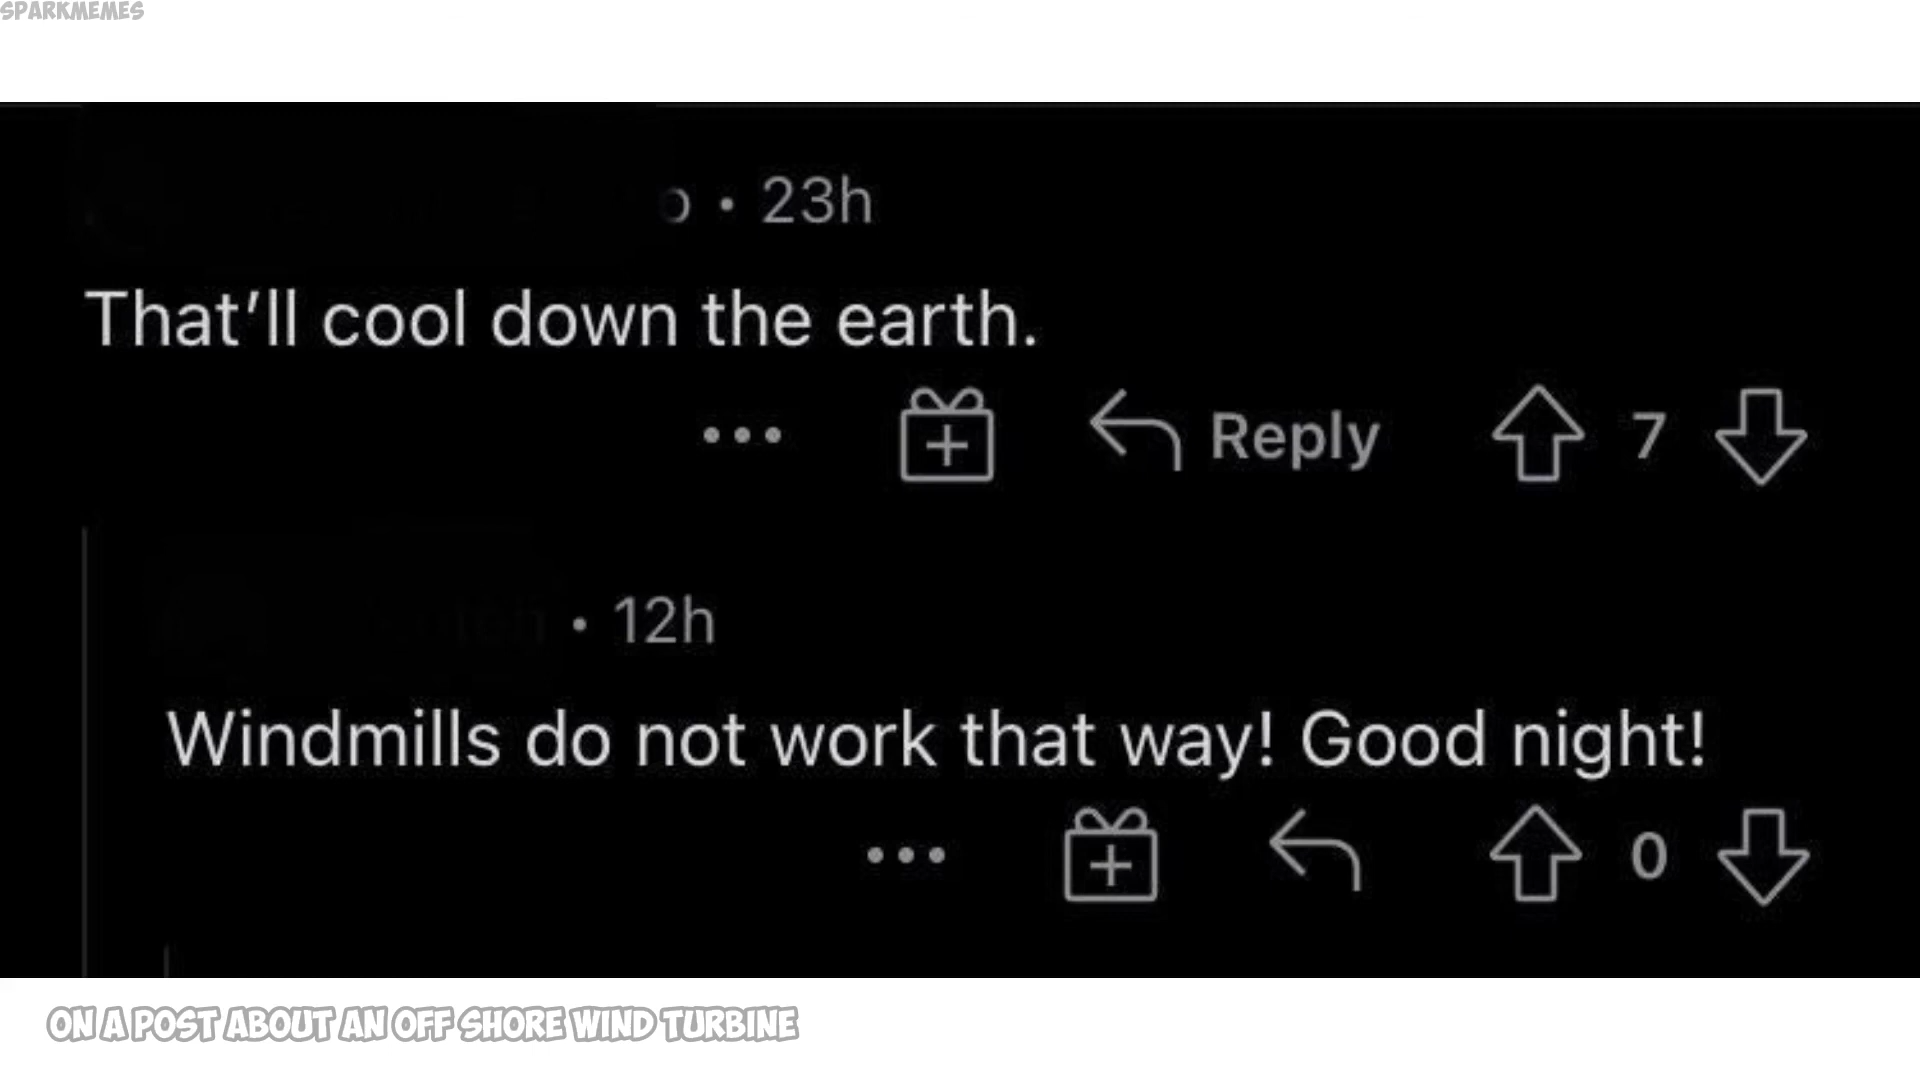 SPARKMEMES
• 23h
That’ll cool down the earth.
Reply 7
• 12h
Windmills do not work that way! Good night!
0
ON A POST ABOUT AN OFF SHORE WIND TURBINE